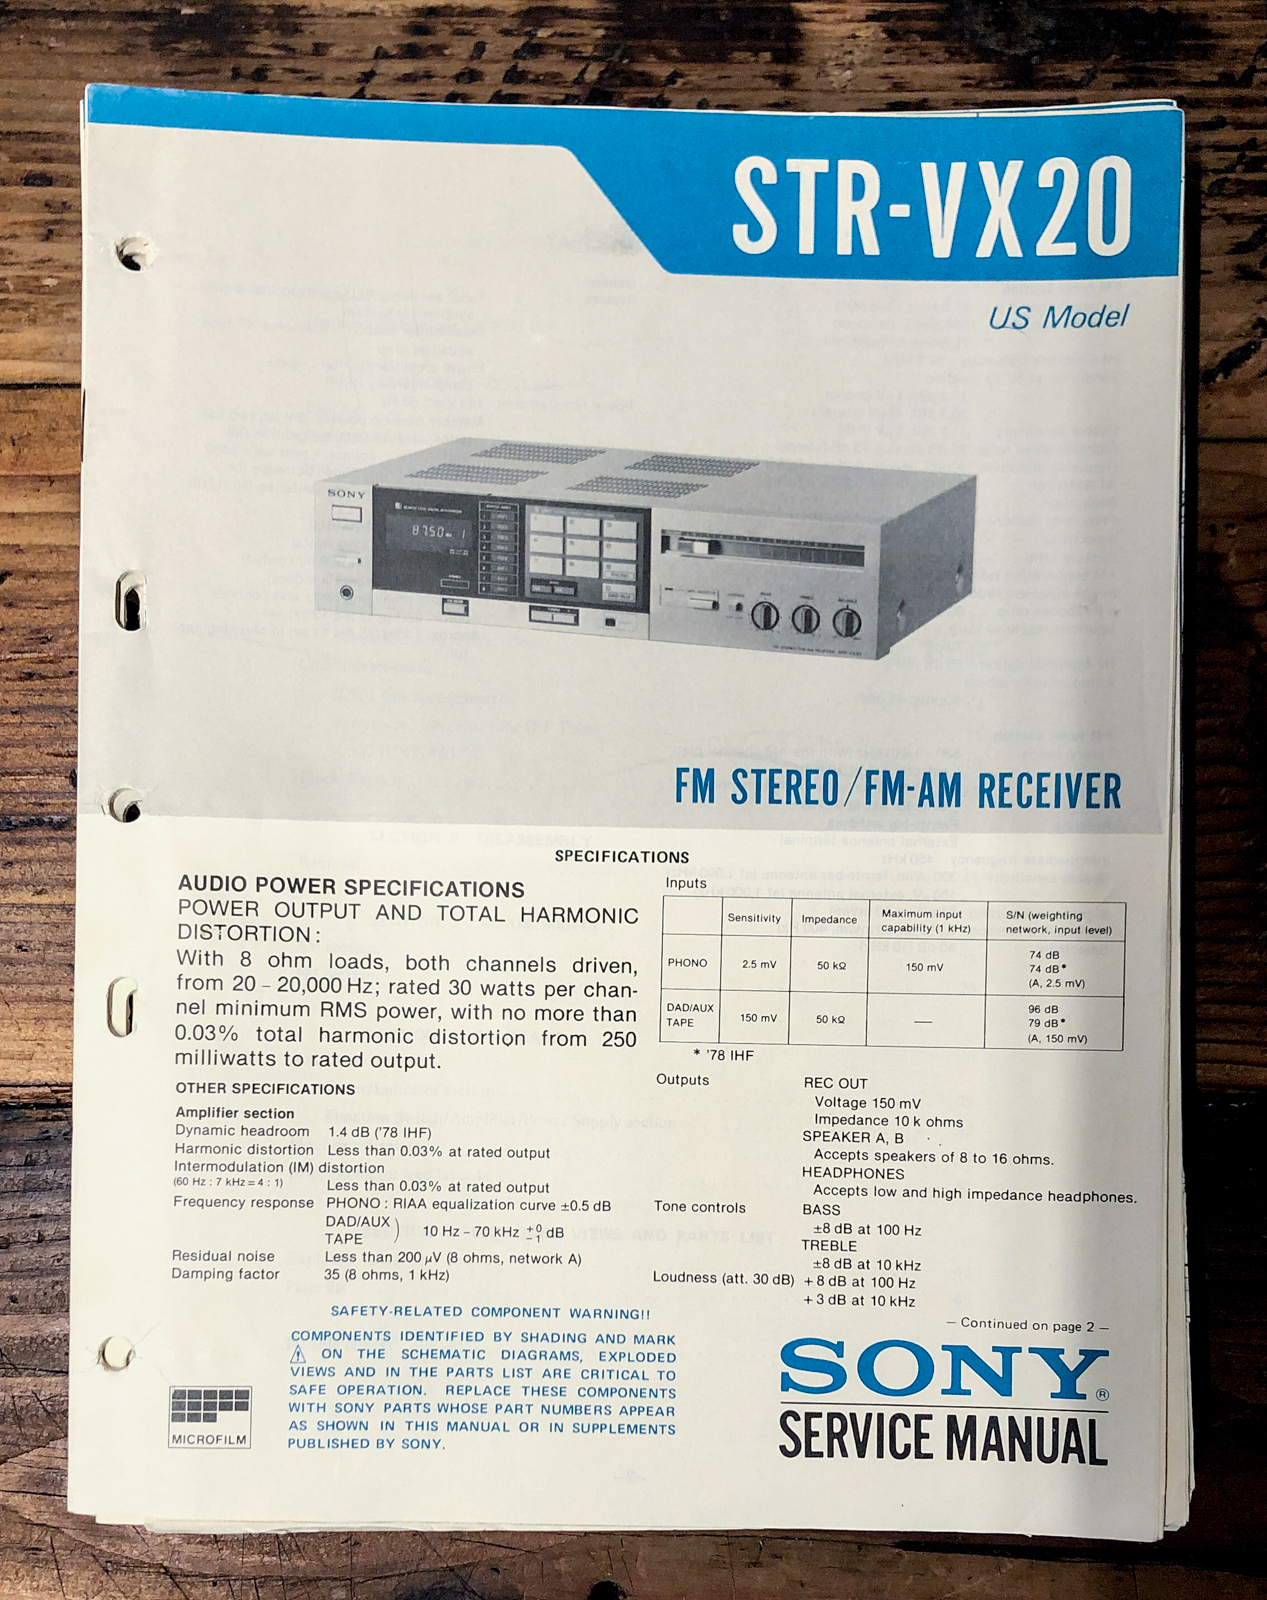 STR-VX20
US Model
SONY
8750
FM STEREO/FM-AM RECEIVER
SPECIFICATIONS
AUDIO POWER SPECIFICATIONS
POWER OUTPUT AND TOTAL HARMONIC
DISTORTION:
With 8 ohm loads, both channels driven,
from 20 – 20,000 Hz; rated 30 watts per chan-
nel minimum RMS power, with no more than
0.03% total harmonic distortion from 250
milliwatts to rated output.
OTHER SPECIFICATIONS
Amplifier section
Dynamic headroom 1.4 dB ('78 IHF)
Harmonic distortion Less than 0.03% at rated output
Intermodulation (IM) distortion
(60 Hz : 7 kHz = 4 : 1) Less than 0.03% at rated output
Frequency response PHONO : RIAA equalization curve ±0.5 dB
DAD/AUX
TAPE ) 10 Hz – 70 kHz +0 −1 dB
Residual noise Less than 200 μV (8 ohms, network A)
Damping factor 35 (8 ohms, 1 kHz)
Inputs
Sensitivity Impedance Maximum input capability (1 kHz) S/N (weighting network, input level)
PHONO 2.5 mV 50 kΩ 150 mV 74 dB
74 dB*
(A, 2.5 mV)
DAD/AUX TAPE 150 mV 50 kΩ — 96 dB
79 dB*
(A, 150 mV)
* '78 IHF
Outputs REC OUT
Voltage 150 mV
Impedance 10 k ohms
SPEAKER A, B
Accepts speakers of 8 to 16 ohms.
HEADPHONES
Accepts low and high impedance headphones.
Tone controls BASS
±8 dB at 100 Hz
TREBLE
±8 dB at 10 kHz
Loudness (att. 30 dB) + 8 dB at 100 Hz
+ 3 dB at 10 kHz
— Continued on page 2 —
SAFETY-RELATED COMPONENT WARNING!!
COMPONENTS IDENTIFIED BY SHADING AND MARK
⚠ ON THE SCHEMATIC DIAGRAMS, EXPLODED
VIEWS AND IN THE PARTS LIST ARE CRITICAL TO
SAFE OPERATION. REPLACE THESE COMPONENTS
WITH SONY PARTS WHOSE PART NUMBERS APPEAR
AS SHOWN IN THIS MANUAL OR IN SUPPLEMENTS
PUBLISHED BY SONY.
MICROFILM
SONY®
SERVICE MANUAL